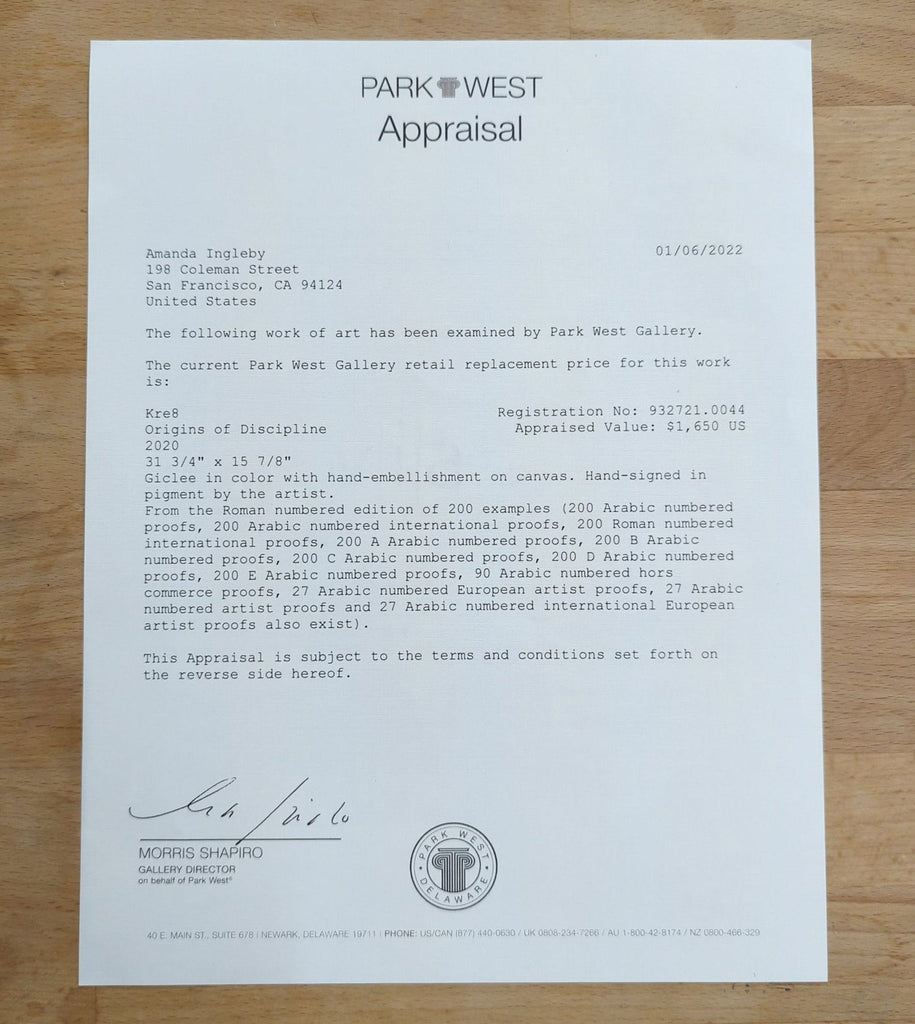 PARK WEST
Appraisal
Amanda Ingleby
01/06/2022
198 Coleman Street
San Francisco, CA 94124
United States
The following work of art has been examined by Park West Gallery.
The current Park West Gallery retail replacement price for this work
is:
Kre8
Registration No: 932721.0044
Origins of Discipline
Appraised Value: $1,650 US
2020
31 3/4" x 15 7/8"
Giclee in color with hand-embellishment on canvas. Hand-signed in
pigment by the artist.
From the Roman numbered edition of 200 examples (200 Arabic numbered
proofs, 200 Arabic numbered international proofs, 200 Roman numbered
international proofs, 200 A Arabic numbered proofs, 200 B Arabic
numbered proofs, 200 C Arabic numbered proofs, 200 D Arabic numbered
proofs, 200 E Arabic numbered proofs, 90 Arabic numbered hors
commerce proofs, 27 Arabic numbered European artist proofs, 27 Arabic
numbered artist proofs and 27 Arabic numbered international European
artist proofs also exist).
This Appraisal is subject to the terms and conditions set forth on
the reverse side hereof.
MORRIS SHAPIRO
GALLERY DIRECTOR
on behalf of Park West®
PARK WEST
DELAWARE
40 E. MAIN ST., SUITE 678 | NEWARK, DELAWARE 19711 | PHONE: US/CAN (877) 440-0630 / UK 0808-234-7266 / AU 1-800-42-8174 / NZ 0800-466-329